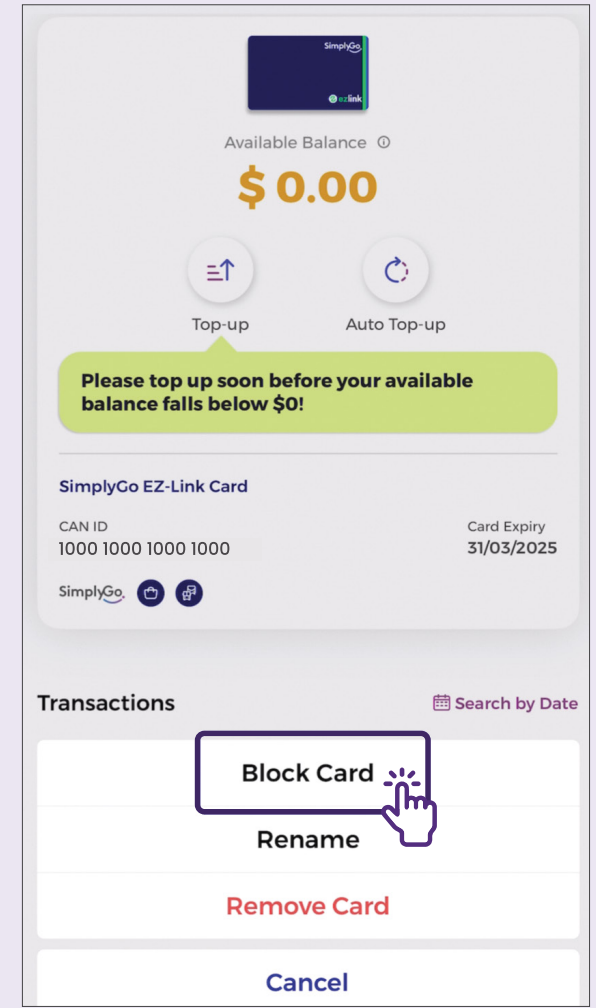 SimplyGo
ezlink
Available Balance
$ 0.00
Top-up
Auto Top-up
Please top up soon before your available
balance falls below $0!
SimplyGo EZ-Link Card
CAN ID
Card Expiry
1000 1000 1000 1000
31/03/2025
SimplyGo.
Transactions
Search by Date
Block Card
Rename
Remove Card
Cancel